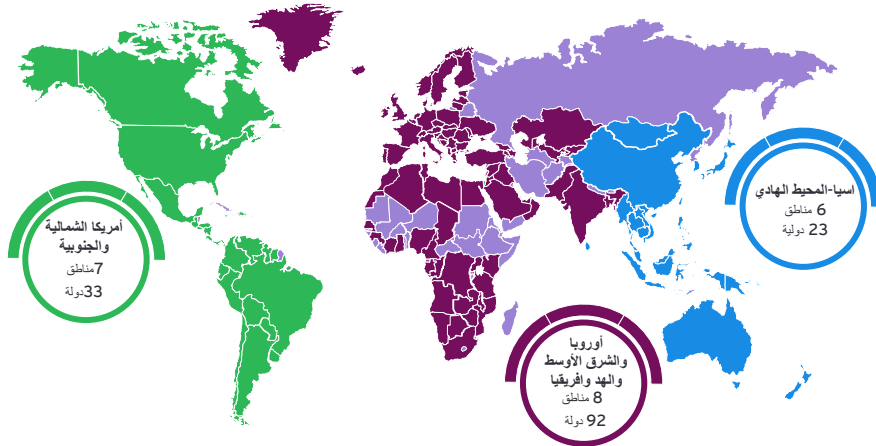 أمريكا الشمالية
والجنوبية
7مناطق
33دولة
اسيا-المحيط الهادي
6 مناطق
23 دولية
أوروبا
والشرق الأوسط
والهد وافريقيا
8 مناطق
92 دولة